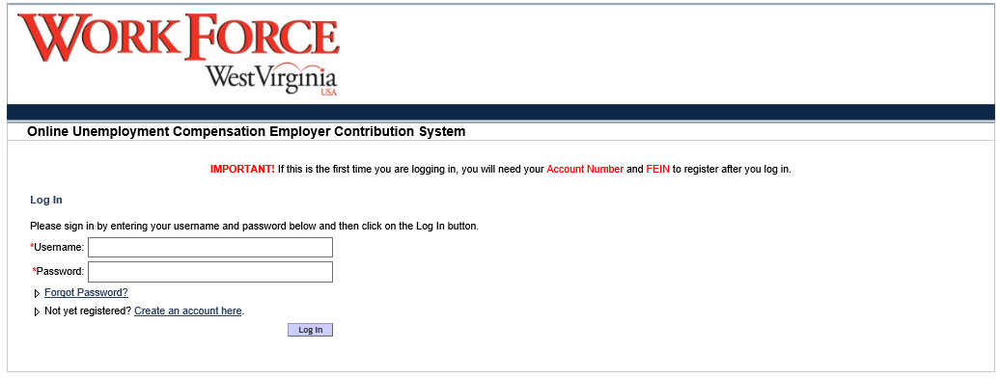 WORK FORCE
West Virginia
USA
Online Unemployment Compensation Employer Contribution System
IMPORTANT! If this is the first time you are logging in, you will need your Account Number and FEIN to register after you log in.
Log In
Please sign in by entering your username and password below and then click on the Log In button.
*Username:
*Password:
Forgot Password?
Not yet registered? Create an account here.
Log In